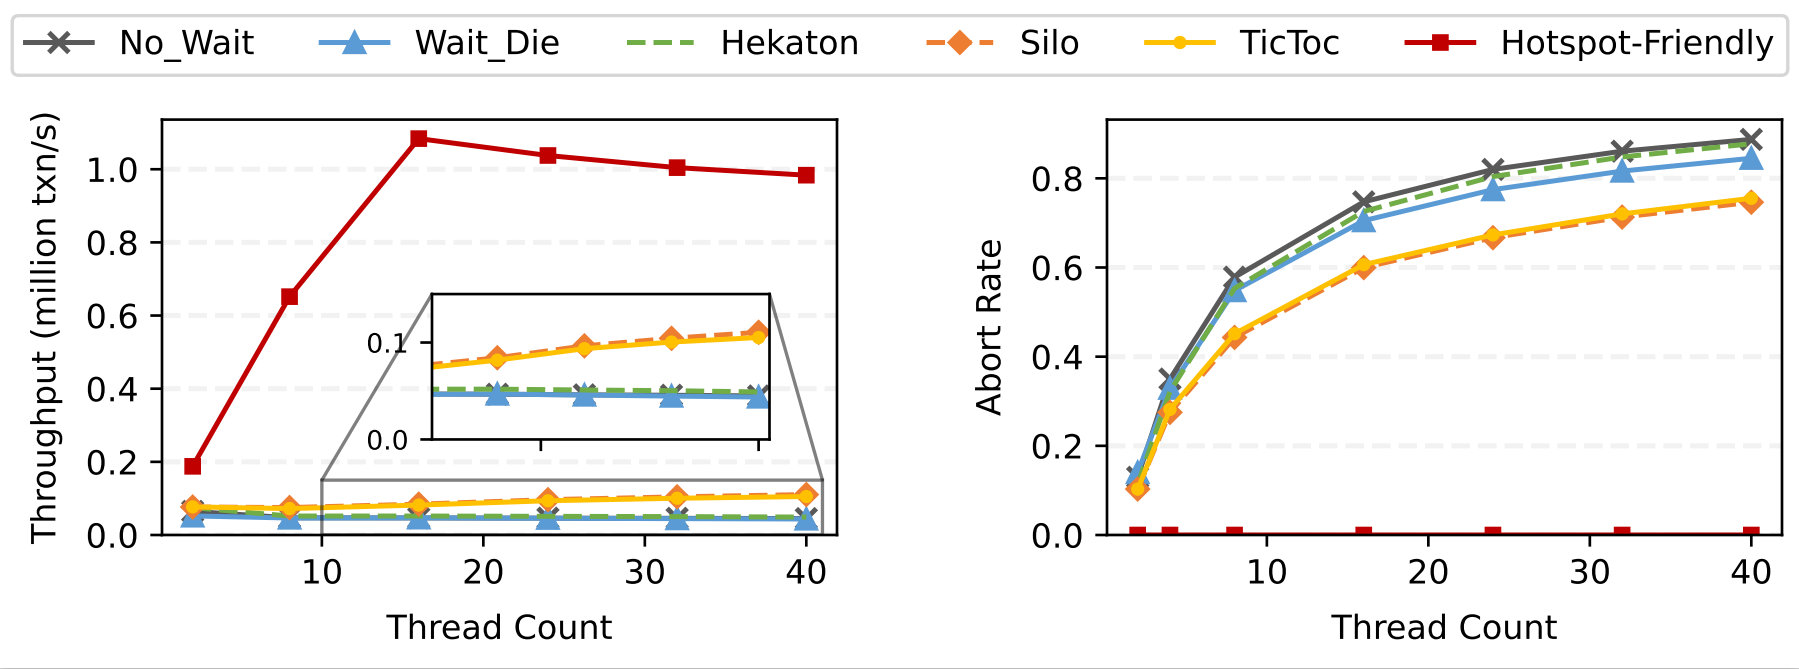 No_Wait Wait_Die Hekaton Silo TicToc Hotspot-Friendly
Throughput (million txn/s)
1.0
0.8
0.6
0.4
0.2
0.0
0.1
0.0
10 20 30 40
Thread Count
Abort Rate
0.8
0.6
0.4
0.2
0.0
10 20 30 40
Thread Count